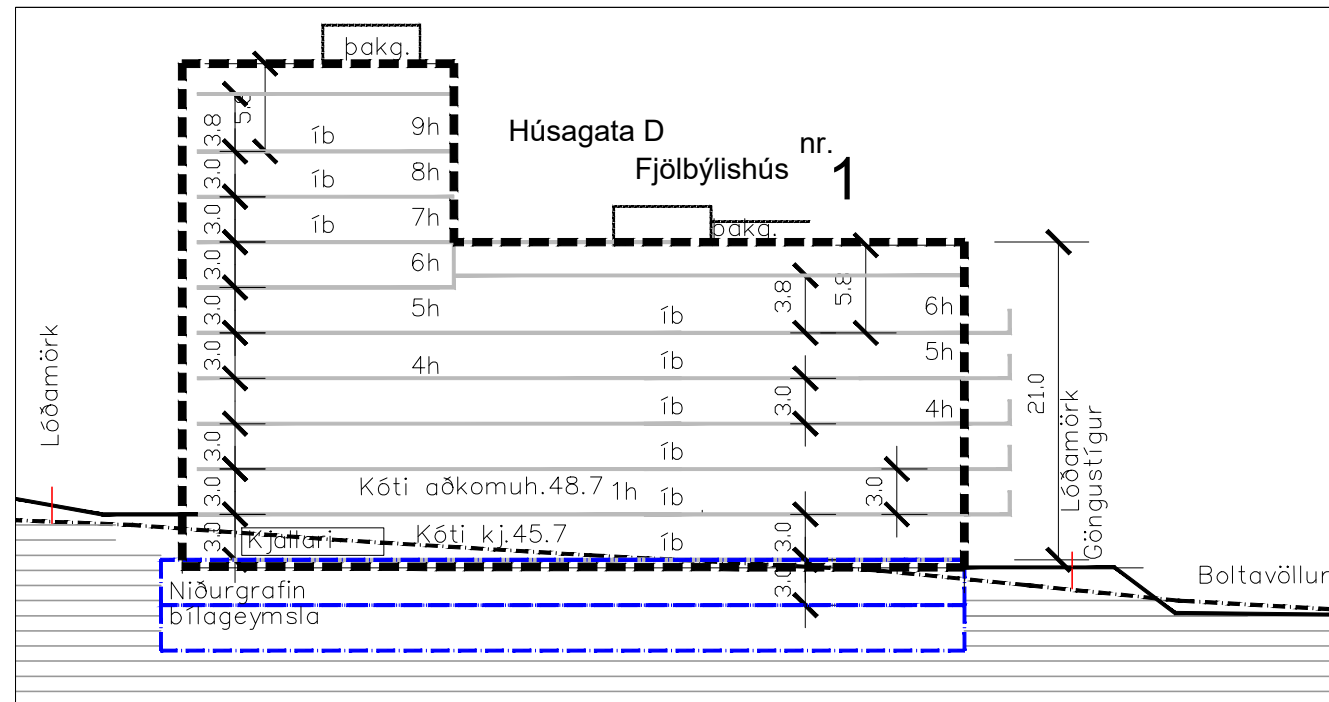 þakg.
5.8
3.8
íb 9h
Húsagata D
nr.
3.0
íb 8h
Fjölbýlishús
1
3.0
íb 7h
þakg.
3.0
6h
3.0
5h
íb
3.8
5.8
6h
3.0
4h
íb
5h
íb
3.0
4h
21.0
Lóðamörk
3.0
íb
3.0
Kóti aðkomuh.48.7 1h
íb
3.0
Lóðamörk
Göngustígur
3.0
Kjallari
Kóti kj.45.7
íb
3.0
Niðurgrafin
bílageymsla
3.0
Boltavöllur